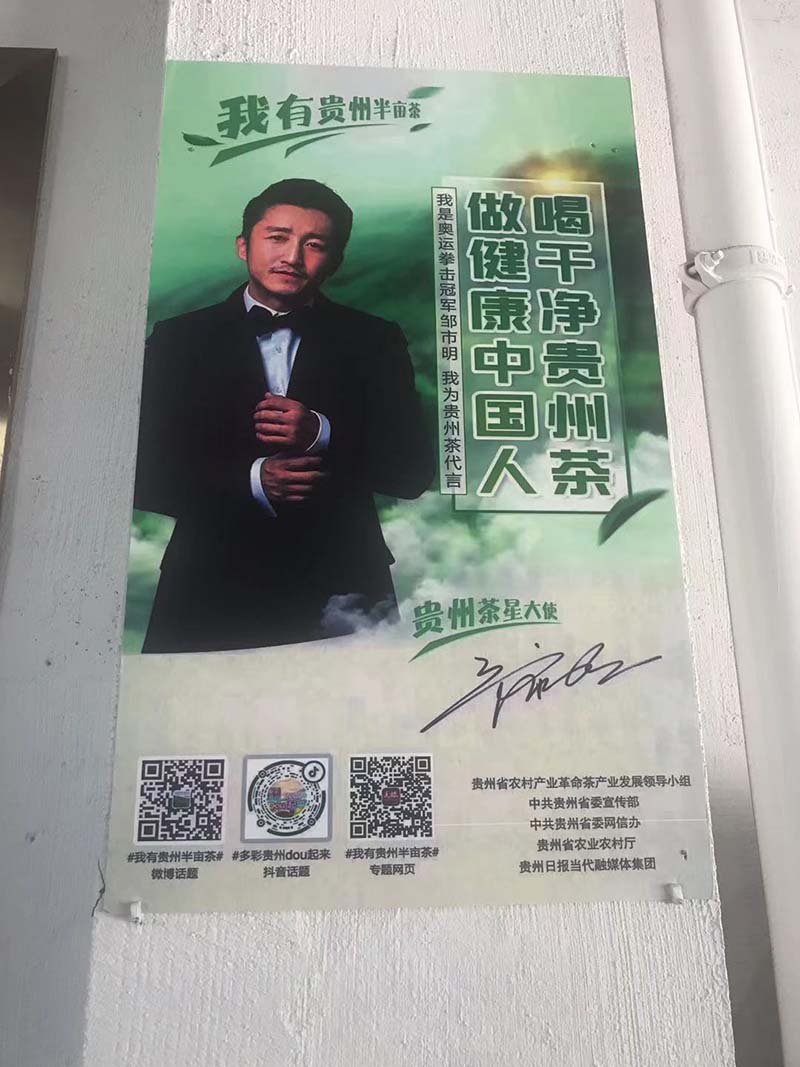 我有贵州半亩茶
喝干净贵州茶
做健康中国人
我是奥运拳击冠军邹市明 我为贵州茶代言
贵州茶星大使
邹市明
#我有贵州半亩茶#
微博话题
#多彩贵州dou起来
抖音话题
#我有贵州半亩茶#
专题网页
贵州省农村产业革命茶产业发展领导小组
中共贵州省委宣传部
中共贵州省委网信办
贵州省农业农村厅
贵州日报当代融媒体集团